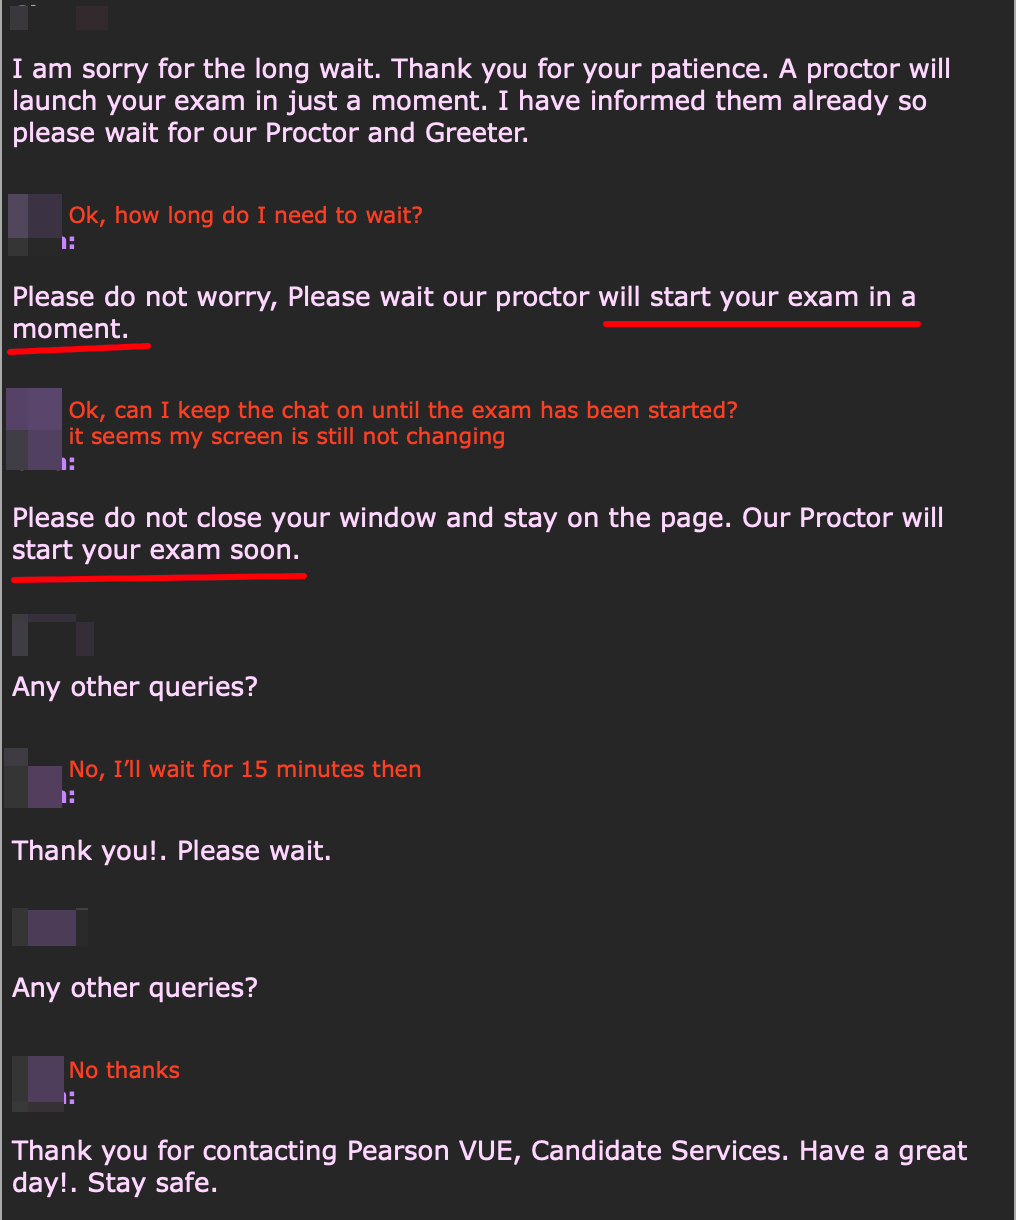 I am sorry for the long wait. Thank you for your patience. A proctor will
launch your exam in just a moment. I have informed them already so
please wait for our Proctor and Greeter.
Ok, how long do I need to wait?
:
Please do not worry, Please wait our proctor will start your exam in a
moment.
Ok, can I keep the chat on until the exam has been started?
it seems my screen is still not changing
:
Please do not close your window and stay on the page. Our Proctor will
start your exam soon.
Any other queries?
No, I’ll wait for 15 minutes then
:
Thank you!. Please wait.
Any other queries?
No thanks
:
Thank you for contacting Pearson VUE, Candidate Services. Have a great
day!. Stay safe.